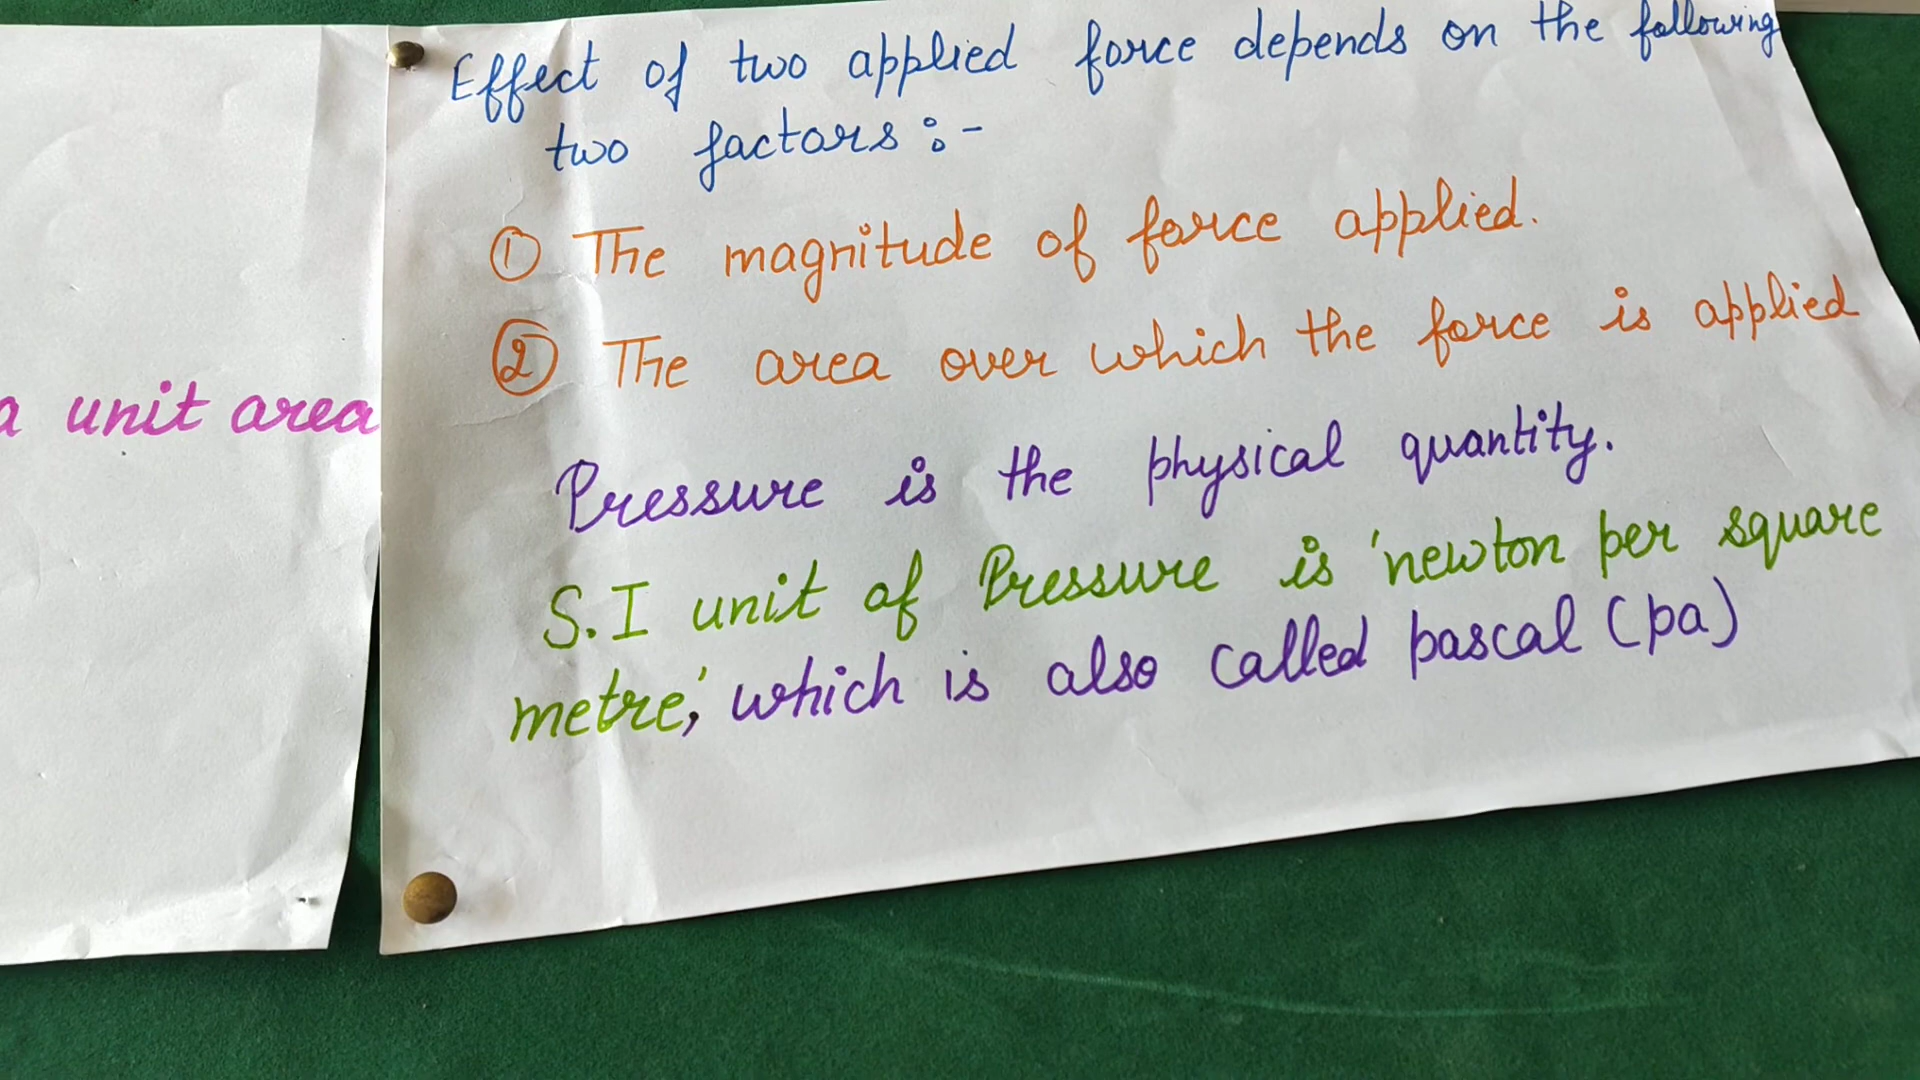 a unit area
Effect of two applied force depends on the following
two factors :-
① The magnitude of force applied.
② The area over which the force is applied
Pressure is the physical quantity.
S.I unit of Pressure is 'newton per square
metre', which is also called pascal (pa)